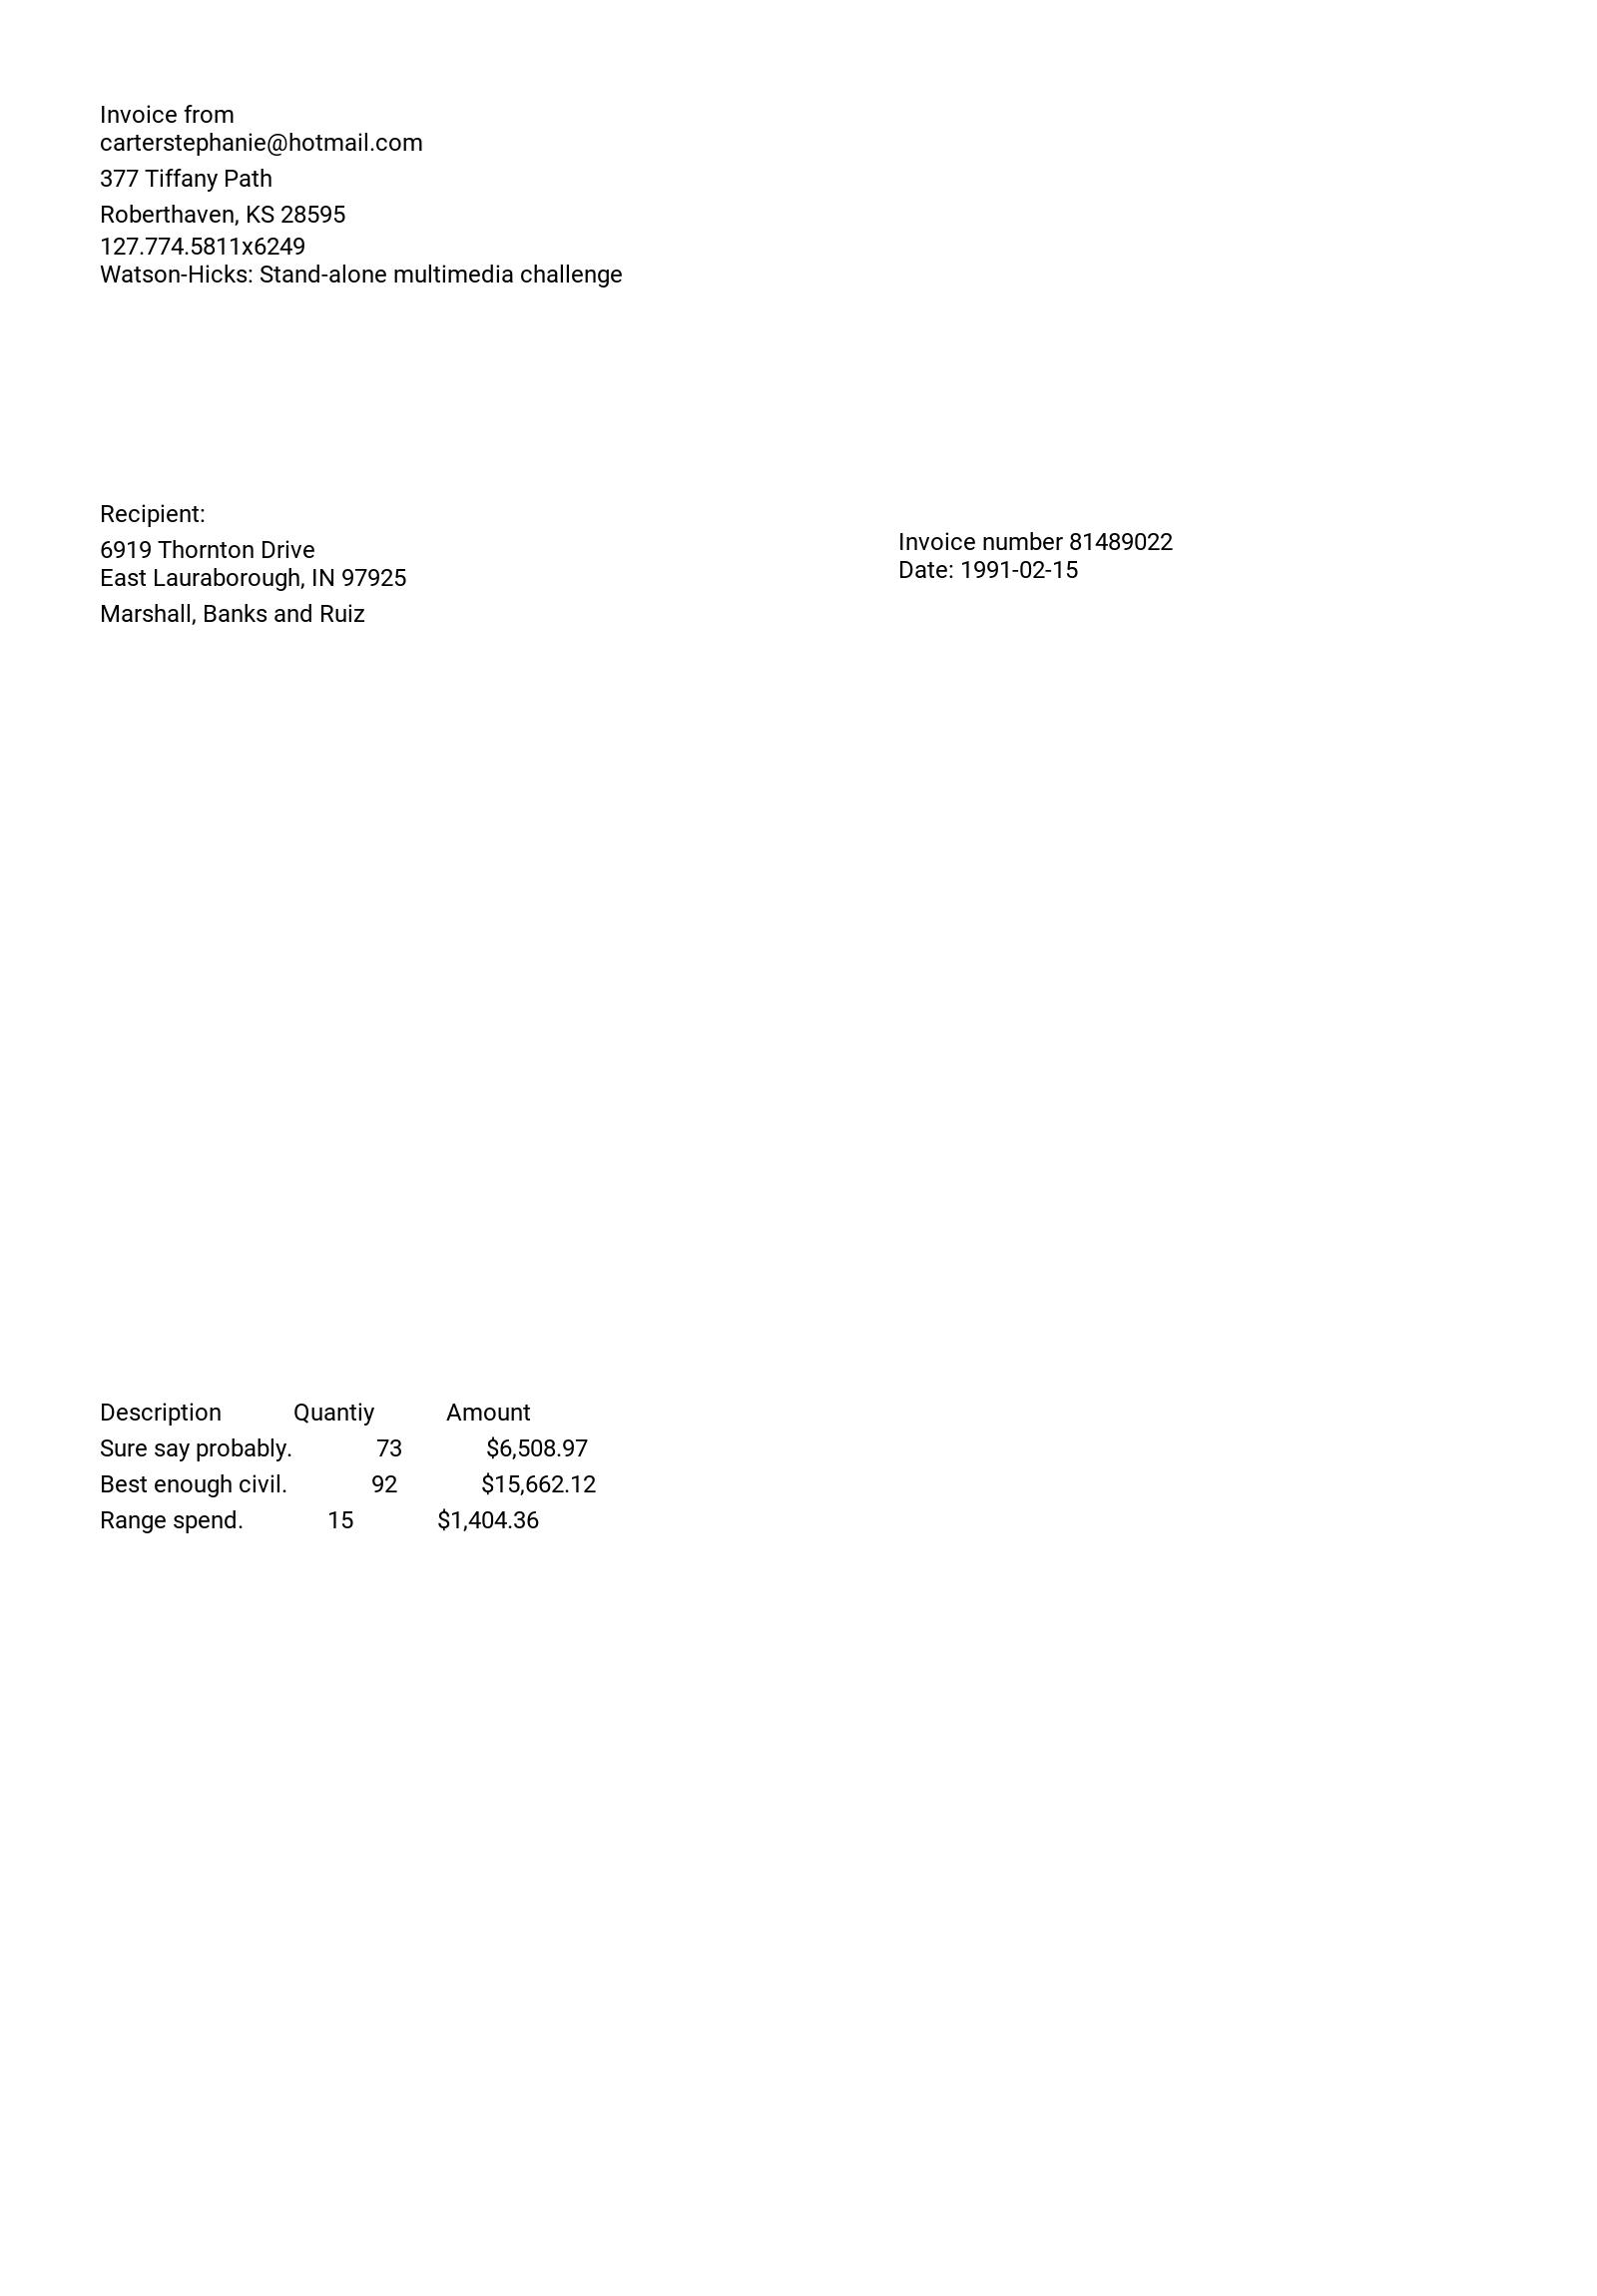 Invoice from
carterstephanie@hotmail.com
377 Tiffany Path
Roberthaven, KS 28595
127.774.5811x6249
Watson-Hicks: Stand-alone multimedia challenge
Recipient:
6919 Thornton Drive
East Lauraborough, IN 97925
Marshall, Banks and Ruiz
Invoice number 81489022
Date: 1991-02-15
Description Quantiy Amount
Sure say probably. 73 $6,508.97
Best enough civil. 92 $15,662.12
Range spend. 15 $1,404.36